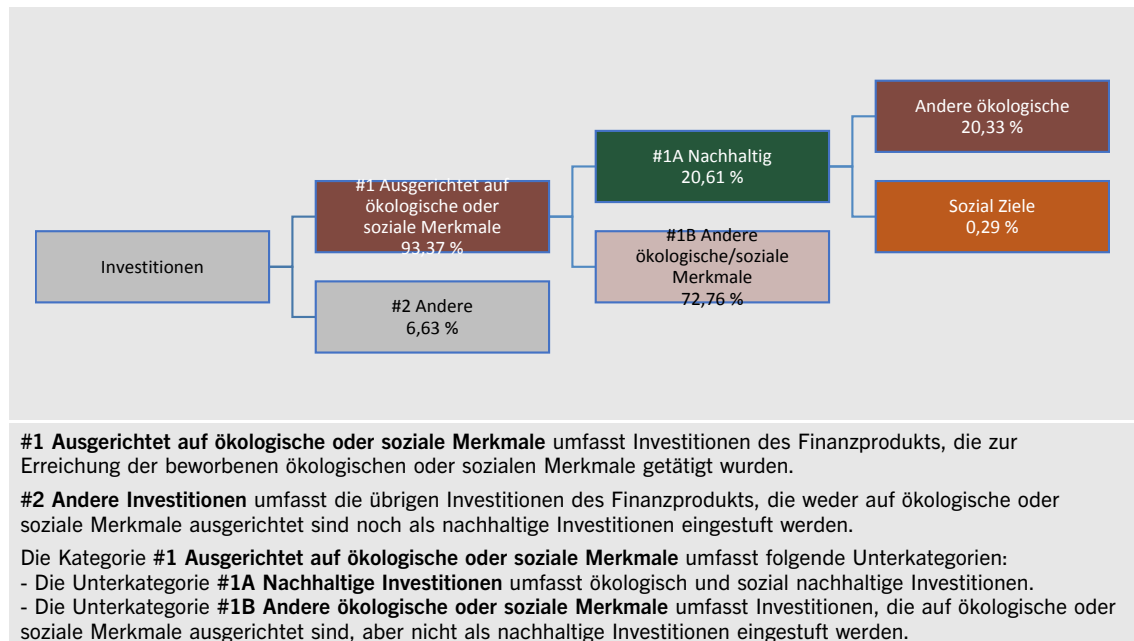 Investitionen
#1 Ausgerichtet auf
ökologische oder
soziale Merkmale
93,37 %
#2 Andere
6,63 %
#1A Nachhaltig
20,61 %
#1B Andere
ökologische/soziale
Merkmale
72,76 %
Andere ökologische
20,33 %
Sozial Ziele
0,29 %
#1 Ausgerichtet auf ökologische oder soziale Merkmale umfasst Investitionen des Finanzprodukts, die zur
Erreichung der beworbenen ökologischen oder sozialen Merkmale getätigt wurden.
#2 Andere Investitionen umfasst die übrigen Investitionen des Finanzprodukts, die weder auf ökologische oder
soziale Merkmale ausgerichtet sind noch als nachhaltige Investitionen eingestuft werden.
Die Kategorie #1 Ausgerichtet auf ökologische oder soziale Merkmale umfasst folgende Unterkategorien:
- Die Unterkategorie #1A Nachhaltige Investitionen umfasst ökologisch und sozial nachhaltige Investitionen.
- Die Unterkategorie #1B Andere ökologische oder soziale Merkmale umfasst Investitionen, die auf ökologische oder
soziale Merkmale ausgerichtet sind, aber nicht als nachhaltige Investitionen eingestuft werden.